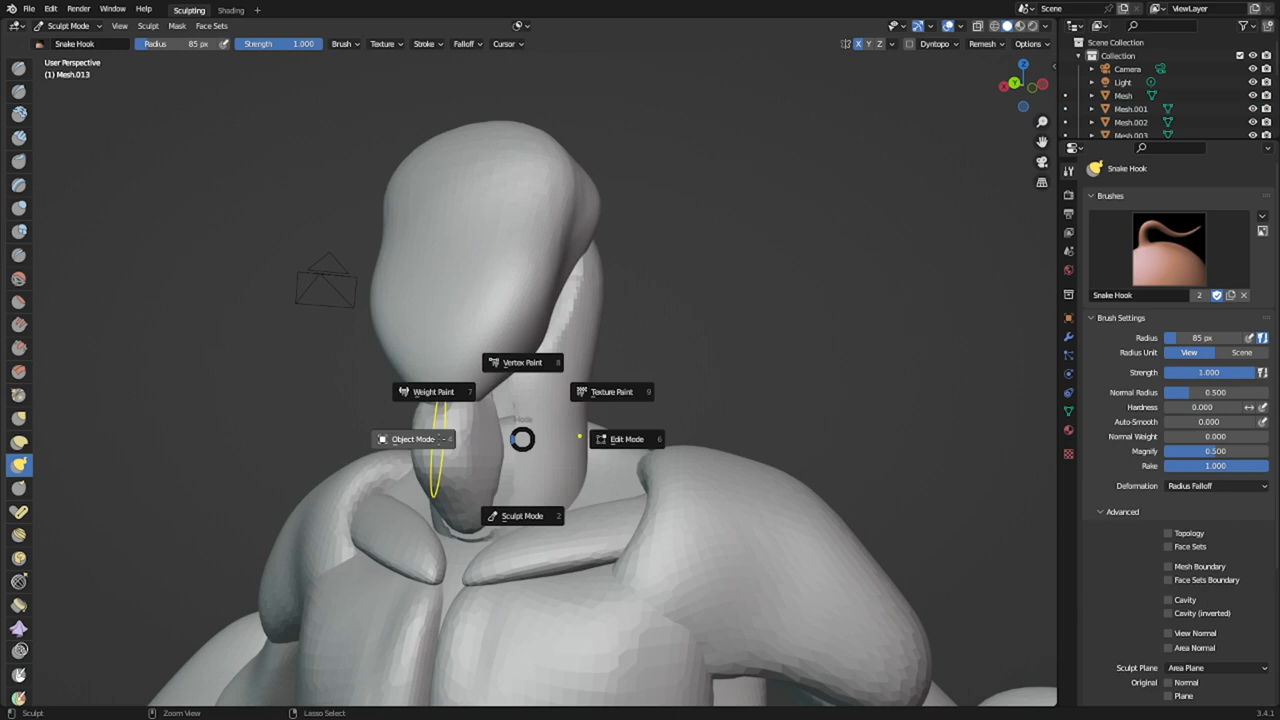 File Edit Render Window Help Sculpting Shading + Scene ViewLayer
Sculpt Mode View Sculpt Mask Face Sets
Snake Hook Radius 85 px Strength 1.000 Brush Texture Stroke Falloff Cursor X Y Z Dyntopo Remesh Options
User Perspective
(1) Mesh.013
Z
Y
X
Vertex Paint 8
Weight Paint 7
Texture Paint 9
Mode
Object Mode 4
Edit Mode 6
Sculpt Mode 2
Scene Collection
Collection
Camera
Light
Mesh
Mesh.001
Mesh.002
Mesh.003
Snake Hook
Brushes
Snake Hook 2
Brush Settings
Radius 85 px
Radius Unit View Scene
Strength 1.000
Normal Radius 0.500
Hardness 0.000
Auto-Smooth 0.000
Normal Weight 0.000
Magnify 0.500
Rake 1.000
Deformation Radius Falloff
Advanced
Topology
Face Sets
Mesh Boundary
Face Sets Boundary
Cavity
Cavity (inverted)
View Normal
Area Normal
Sculpt Plane Area Plane
Original Normal
Plane
Sculpt Zoom View Lasso Select 3.4.1